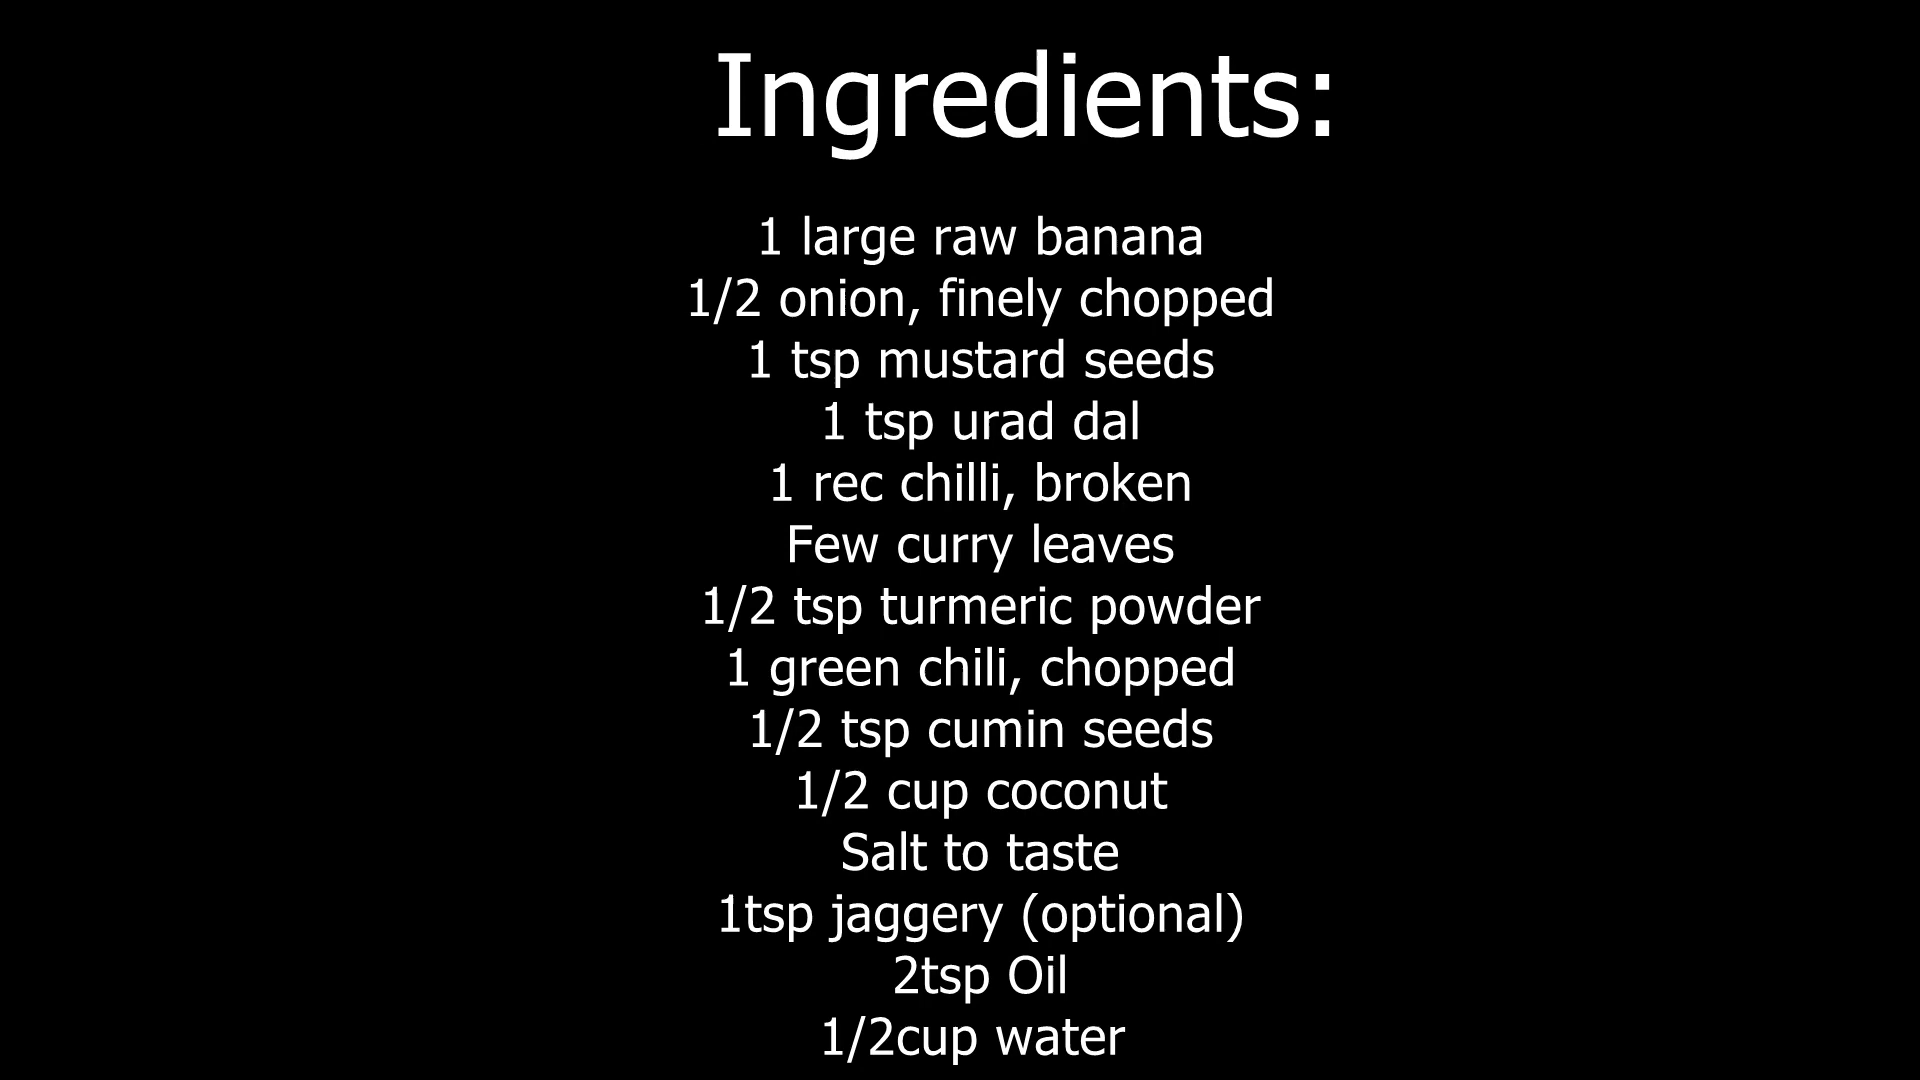 Ingredients:
1 large raw banana
1/2 onion, finely chopped
1 tsp mustard seeds
1 tsp urad dal
1 rec chilli, broken
Few curry leaves
1/2 tsp turmeric powder
1 green chili, chopped
1/2 tsp cumin seeds
1/2 cup coconut
Salt to taste
1tsp jaggery (optional)
2tsp Oil
1/2cup water